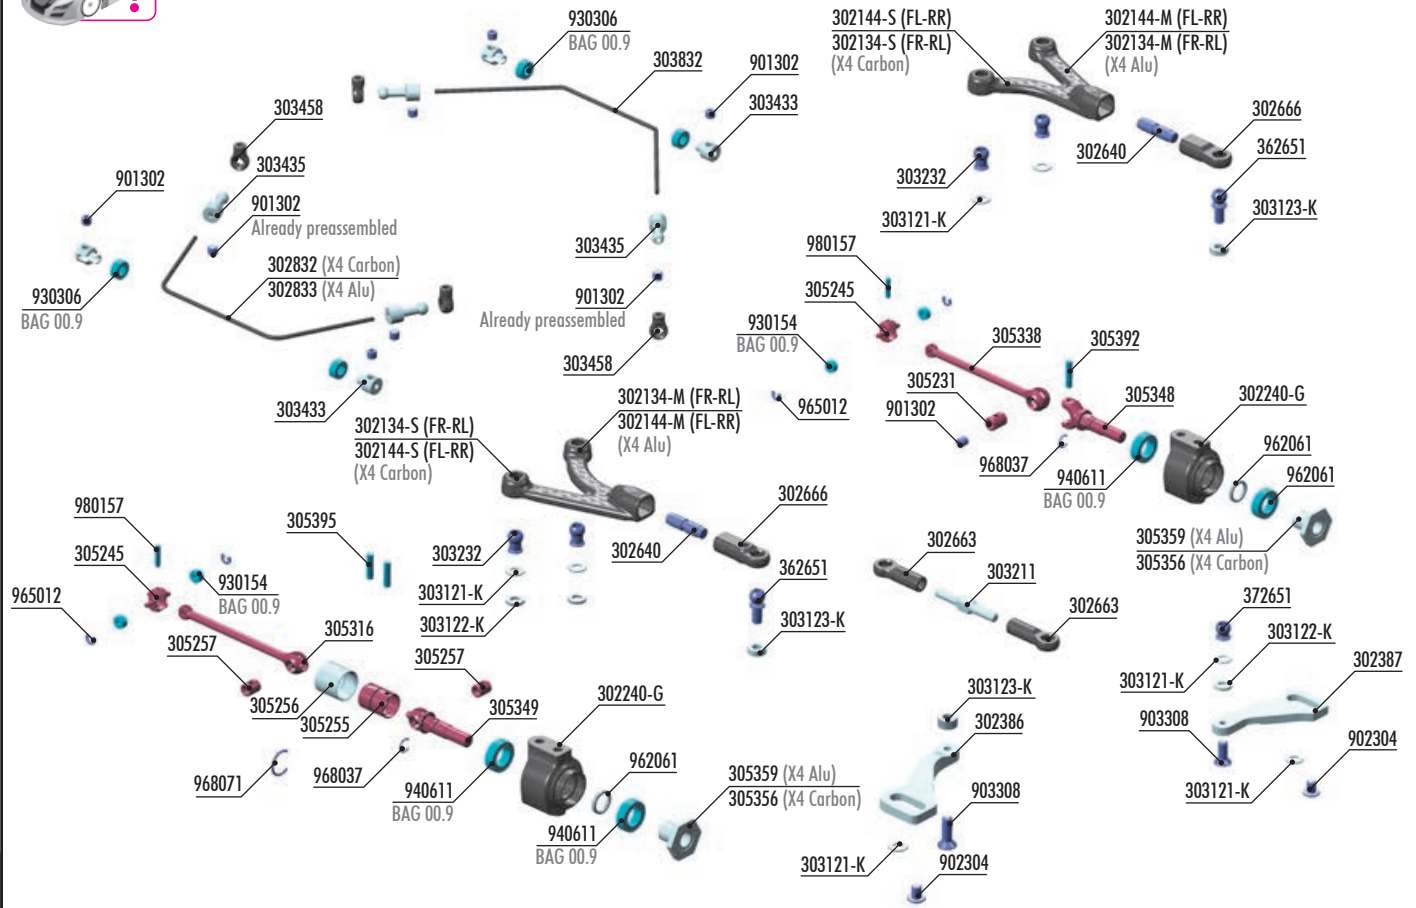 930306
BAG 00.9
303832
901302
303433
303458
303435
901302
901302
Already preassembled
302832 (X4 Carbon)
302833 (X4 Alu)
930306
BAG 00.9
303433
303435
901302
Already preassembled
303458
302144-S (FL-RR)
302134-S (FR-RL)
(X4 Carbon)
302144-M (FL-RR)
302134-M (FR-RL)
(X4 Alu)
302666
302640
362651
303232
303121-K
303123-K
980157
305245
930154
BAG 00.9
965012
305338
305392
305231
901302
305348
302240-G
968037
940611
BAG 00.9
962061
962061
305359 (X4 Alu)
305356 (X4 Carbon)
302134-S (FR-RL)
302144-S (FL-RR)
(X4 Carbon)
302134-M (FR-RL)
302144-M (FL-RR)
(X4 Alu)
302666
303232
302640
303121-K
303122-K
362651
303123-K
980157
305245
305395
965012
930154
BAG 00.9
305316
305257
305256
305255
305257
305349
302240-G
968071
968037
940611
BAG 00.9
962061
940611
BAG 00.9
305359 (X4 Alu)
305356 (X4 Carbon)
302663
303211
302663
303123-K
302386
903308
303121-K
902304
372651
303122-K
302387
303121-K
903308
902304
303121-K